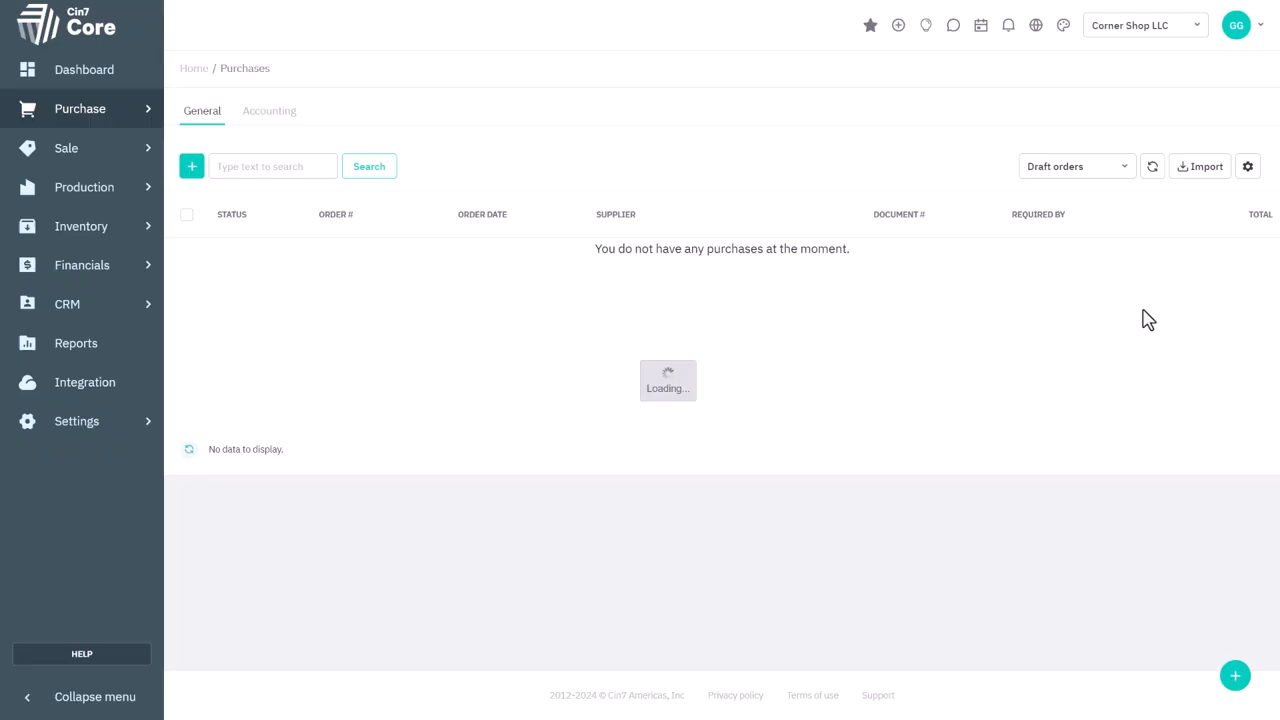 Cin7
Core
Corner Shop LLC
GG
Dashboard
Purchase
Sale
Production
Inventory
Financials
CRM
Reports
Integration
Settings
HELP
Collapse menu
Home / Purchases
General Accounting
+ Type text to search Search Draft orders Import
STATUS ORDER # ORDER DATE SUPPLIER DOCUMENT # REQUIRED BY TOTAL
You do not have any purchases at the moment.
Loading...
No data to display.
+
2012-2024 © Cin7 Americas, Inc Privacy policy Terms of use Support